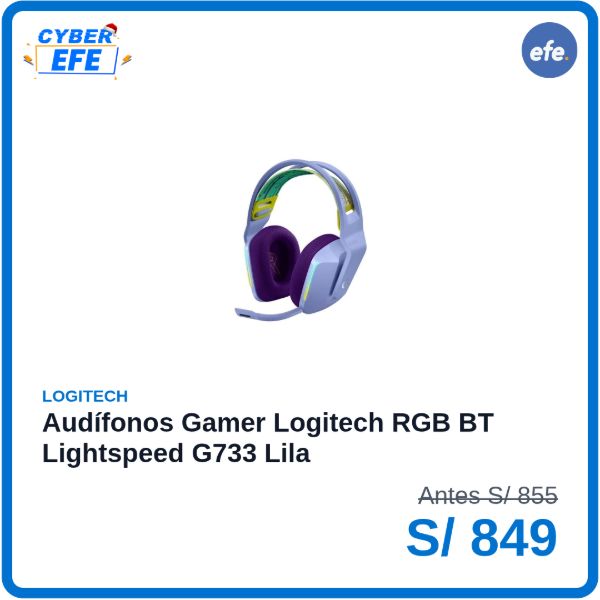 CYBER
EFE
efe.
LOGITECH
Audífonos Gamer Logitech RGB BT
Lightspeed G733 Lila
Antes S/ 855
S/ 849